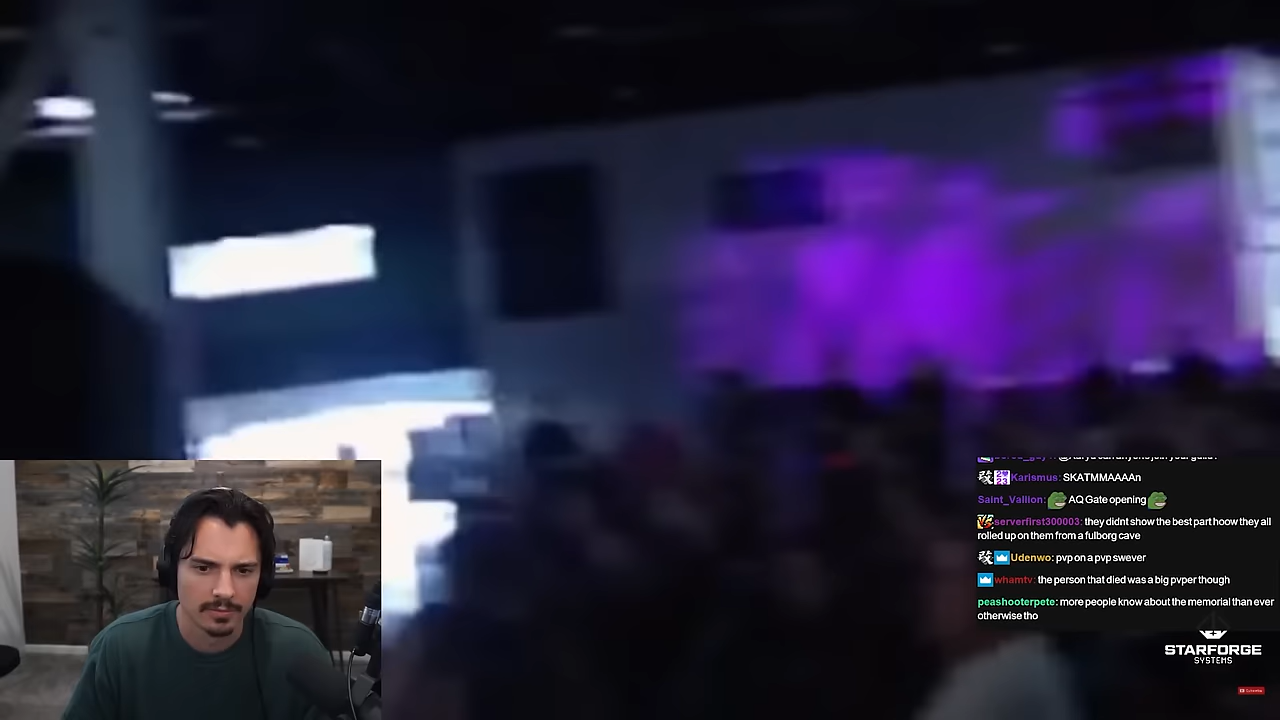 Karismus: SKATMMAAAAn
Saint_Vallion: AQ Gate opening
serverfirst300003: they didnt show the best part hoow they all
rolled up on them from a fulborg cave
Udenwo: pvp on a pvp swever
whamtv: the person that died was a big pvper though
peashooterpete: more people know about the memorial than ever
otherwise tho
STARFORGE
SYSTEMS